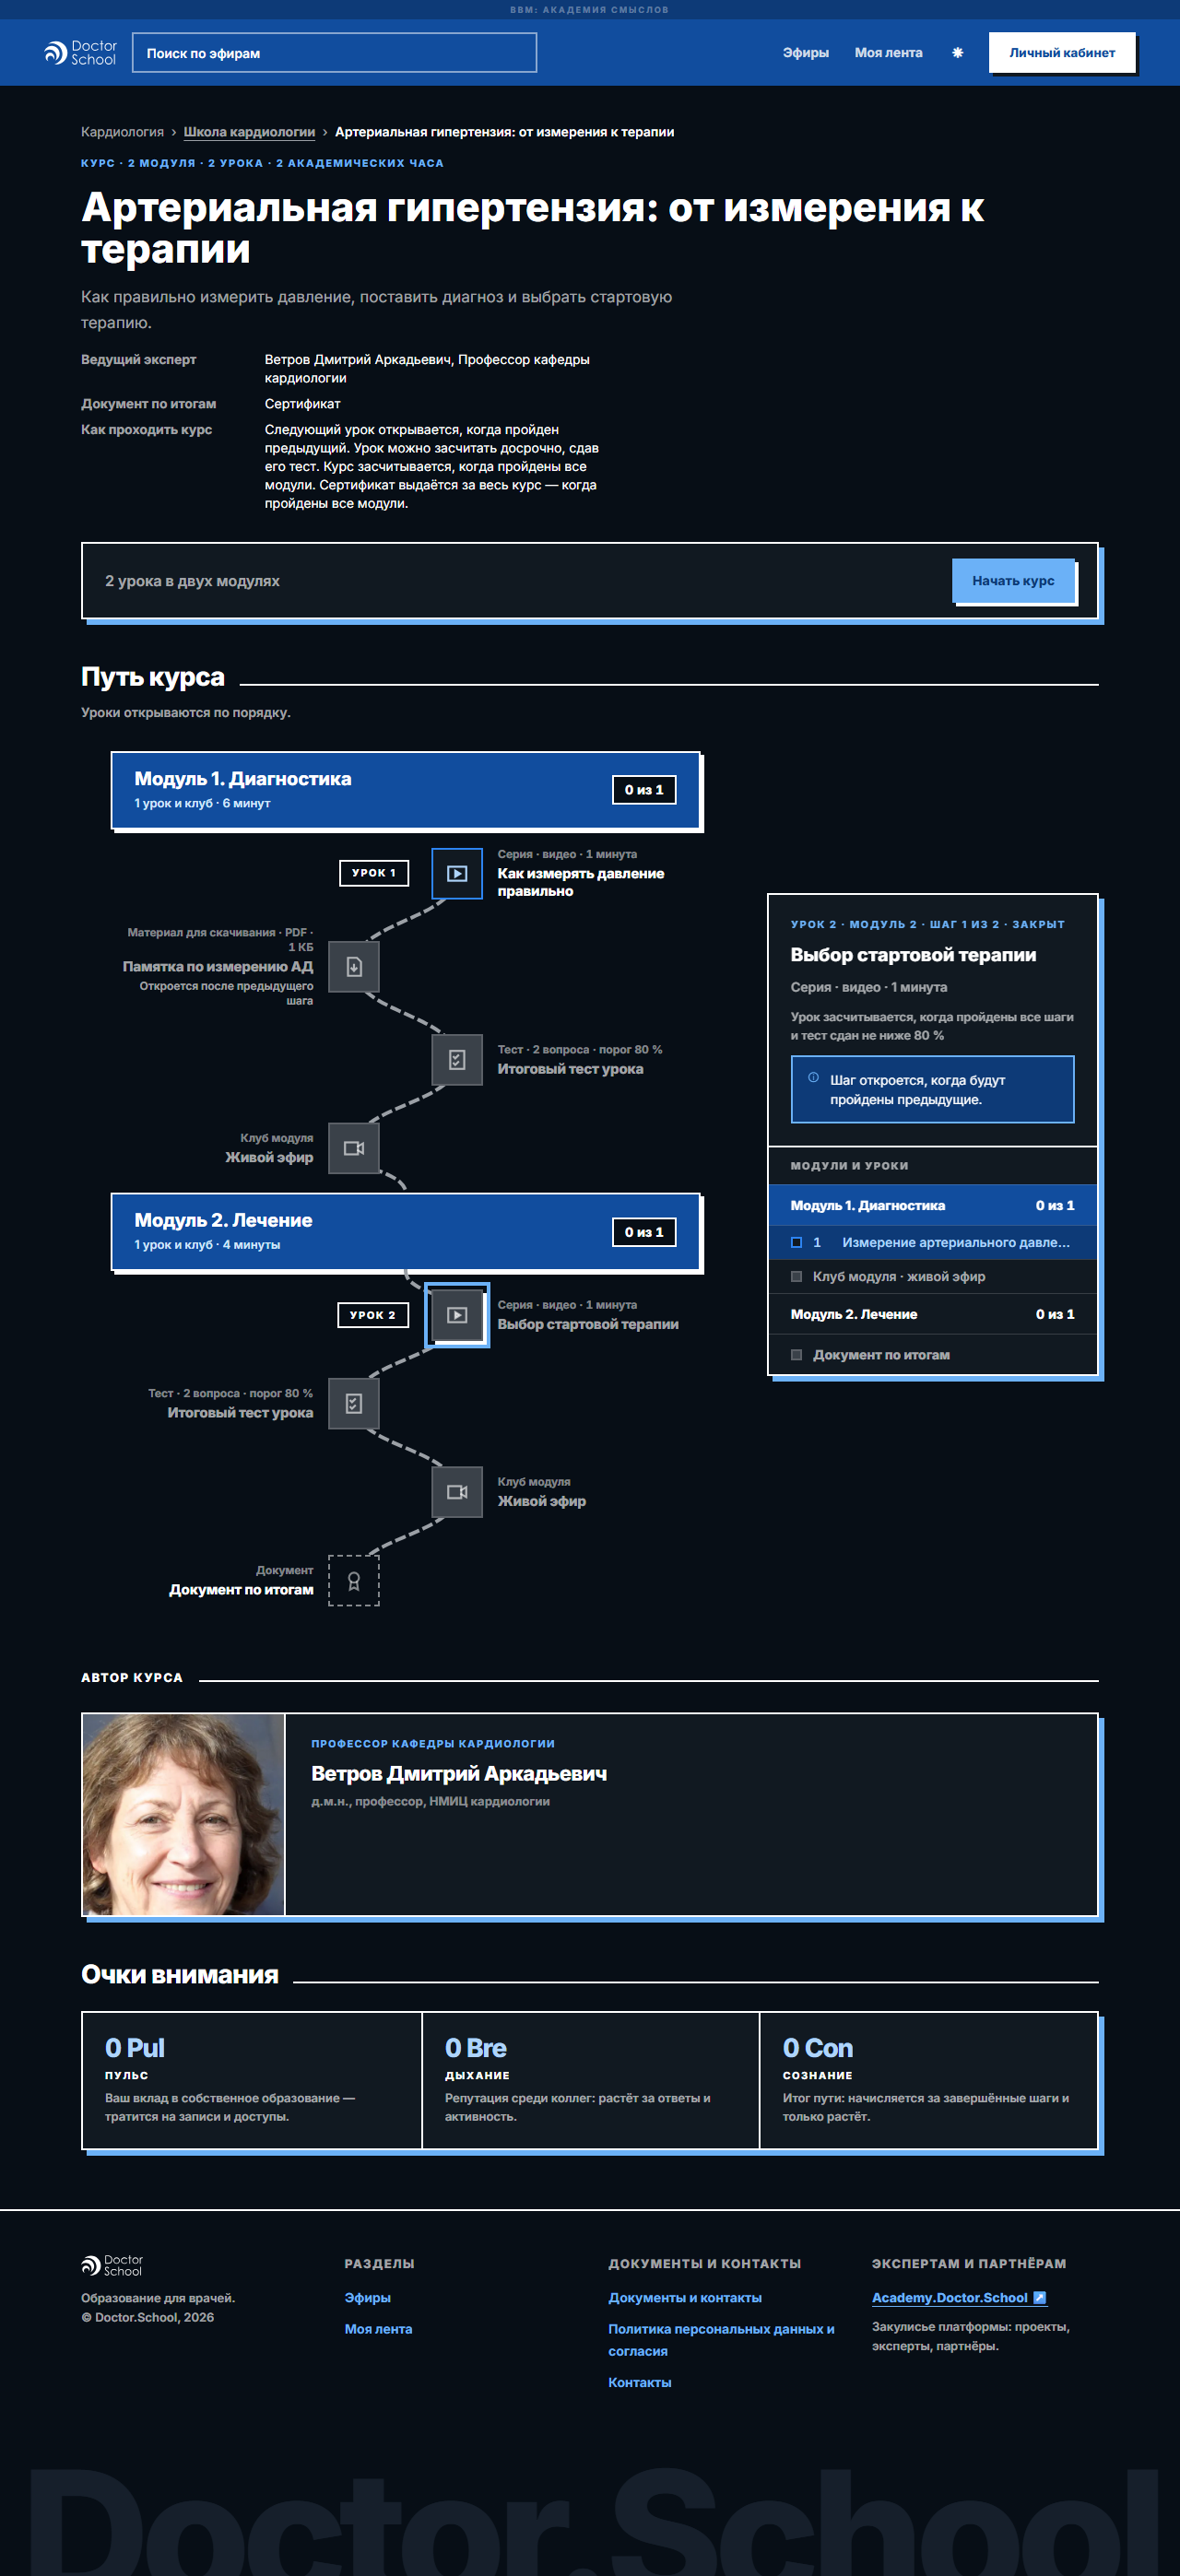 ВВМ: АКАДЕМИЯ СМЫСЛОВ
Doctor
School
Поиск по эфирам
Эфиры
Моя лента
Личный кабинет
Кардиология › Школа кардиологии › Артериальная гипертензия: от измерения к терапии
КУРС · 2 МОДУЛЯ · 2 УРОКА · 2 АКАДЕМИЧЕСКИХ ЧАСА
Артериальная гипертензия: от измерения к
терапии
Как правильно измерить давление, поставить диагноз и выбрать стартовую
терапию.
Ведущий эксперт
Ветров Дмитрий Аркадьевич, Профессор кафедры
кардиологии
Документ по итогам
Сертификат
Как проходить курс
Следующий урок открывается, когда пройден
предыдущий. Урок можно засчитать досрочно, сдав
его тест. Курс засчитывается, когда пройдены все
модули. Сертификат выдаётся за весь курс — когда
пройдены все модули.
2 урока в двух модулях
Начать курс
Путь курса
Уроки открываются по порядку.
Модуль 1. Диагностика
1 урок и клуб · 6 минут
0 из 1
УРОК 1
Серия · видео · 1 минута
Как измерять давление
правильно
Материал для скачивания · PDF ·
1 КБ
Памятка по измерению АД
Откроется после предыдущего
шага
Тест · 2 вопроса · порог 80 %
Итоговый тест урока
Клуб модуля
Живой эфир
Модуль 2. Лечение
1 урок и клуб · 4 минуты
0 из 1
УРОК 2
Серия · видео · 1 минута
Выбор стартовой терапии
Тест · 2 вопроса · порог 80 %
Итоговый тест урока
Клуб модуля
Живой эфир
Документ
Документ по итогам
УРОК 2 · МОДУЛЬ 2 · ШАГ 1 ИЗ 2 · ЗАКРЫТ
Выбор стартовой терапии
Серия · видео · 1 минута
Урок засчитывается, когда пройдены все шаги
и тест сдан не ниже 80 %
Шаг откроется, когда будут
пройдены предыдущие.
МОДУЛИ И УРОКИ
Модуль 1. Диагностика 0 из 1
1 Измерение артериального давле...
Клуб модуля · живой эфир
Модуль 2. Лечение 0 из 1
Документ по итогам
АВТОР КУРСА
ПРОФЕССОР КАФЕДРЫ КАРДИОЛОГИИ
Ветров Дмитрий Аркадьевич
д.м.н., профессор, НМИЦ кардиологии
Очки внимания
0 Pul
ПУЛЬС
Ваш вклад в собственное образование —
тратится на записи и доступы.
0 Bre
ДЫХАНИЕ
Репутация среди коллег: растёт за ответы и
активность.
0 Con
СОЗНАНИЕ
Итог пути: начисляется за завершённые шаги и
только растёт.
Doctor
School
Образование для врачей.
© Doctor.School, 2026
РАЗДЕЛЫ
Эфиры
Моя лента
ДОКУМЕНТЫ И КОНТАКТЫ
Документы и контакты
Политика персональных данных и
согласия
Контакты
ЭКСПЕРТАМ И ПАРТНЁРАМ
Academy.Doctor.School
Закулисье платформы: проекты,
эксперты, партнёры.
Doctor.School